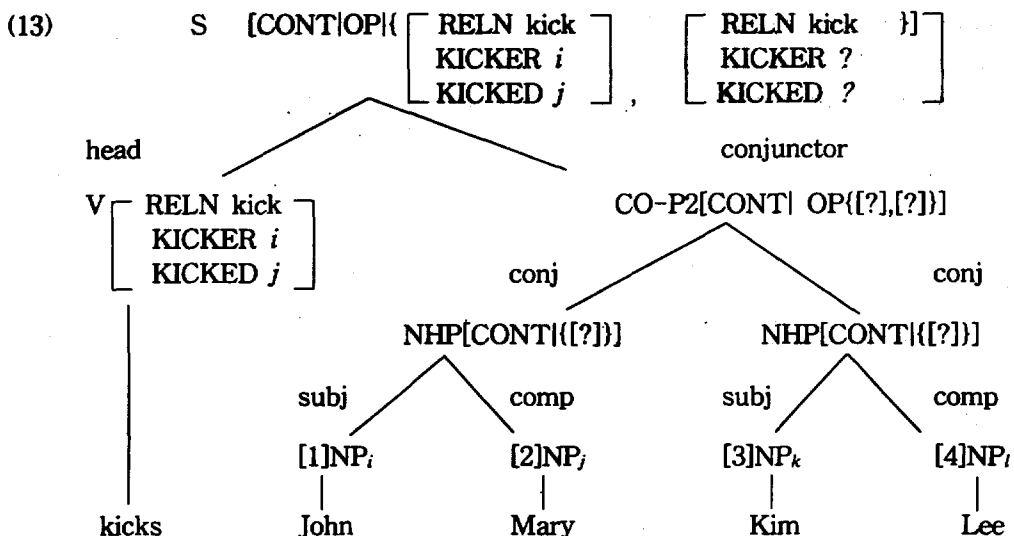 (13) S [CONT|OP|{ [ RELN kick ] , [ RELN kick }] ]
KICKER i KICKER ?
KICKED j KICKED ?
head conjunctor
V [ RELN kick ] CO-P2[CONT| OP{[?],[?]}]
KICKER i
KICKED j
conj conj
NHP[CONT|{[?]}] NHP[CONT|{[?]}]
subj comp subj comp
[1]NPi [2]NPj [3]NPk [4]NPl
kicks John Mary Kim Lee